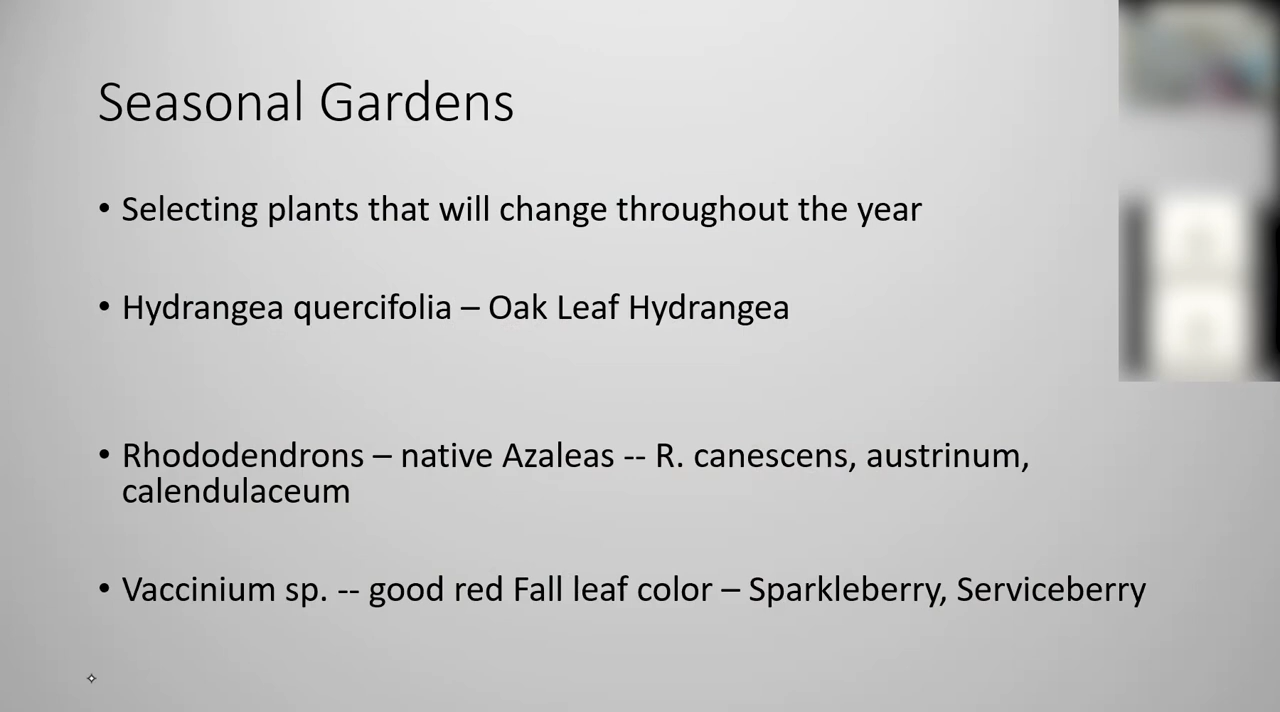 Seasonal Gardens
• Selecting plants that will change throughout the year
• Hydrangea quercifolia – Oak Leaf Hydrangea
• Rhododendrons – native Azaleas -- R. canescens, austrinum,
calendulaceum
• Vaccinium sp. -- good red Fall leaf color – Sparkleberry, Serviceberry